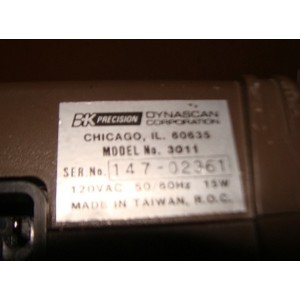 BK PRECISION DYNASCAN CORPORATION
CHICAGO, IL. 60635
MODEL No. 3011
SER. No. 147-02361
120VAC 50/60Hz 15W
MADE IN TAIWAN, R.O.C.